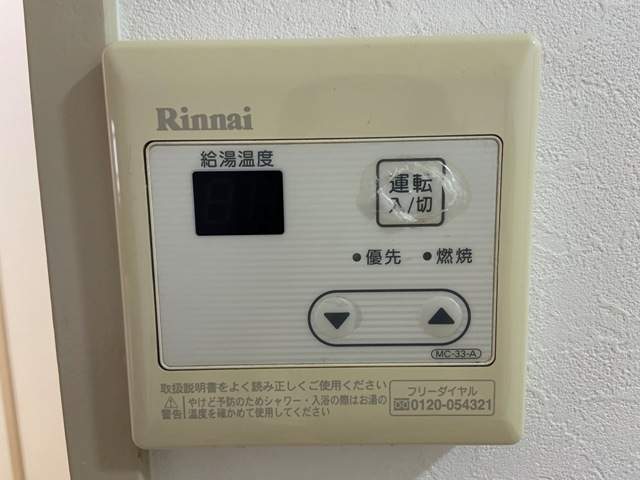 Rinnai
給湯温度
運転
入/切
優先
燃焼
MC-33-A
取扱説明書をよく読み正しくご使用ください
警告 やけど予防のためシャワー・入浴の際はお湯の
温度を確かめて使用してください
フリーダイヤル
0120-054321